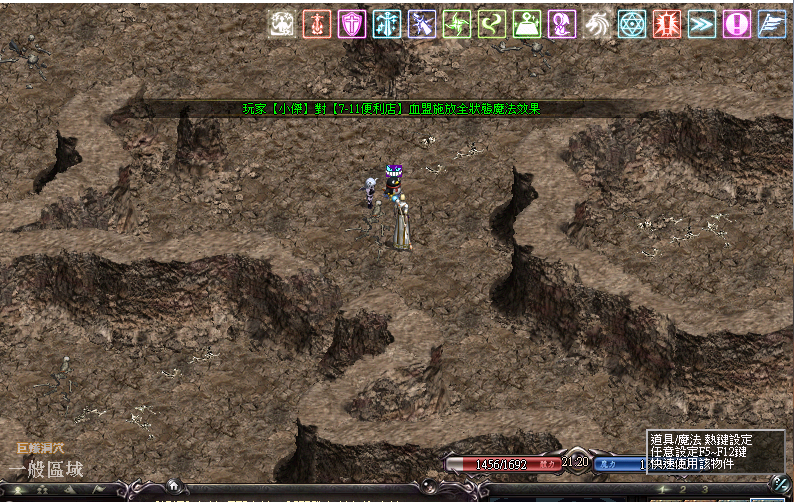 玩家【小傑】對【7-11便利店】血盟施放全狀態魔法效果
巨蟻洞穴
一般區域
1456/1692 體力 21:20 魔力
道具/魔法 熱鍵設定
任意設定F5~F12鍵
快速使用該物件
3